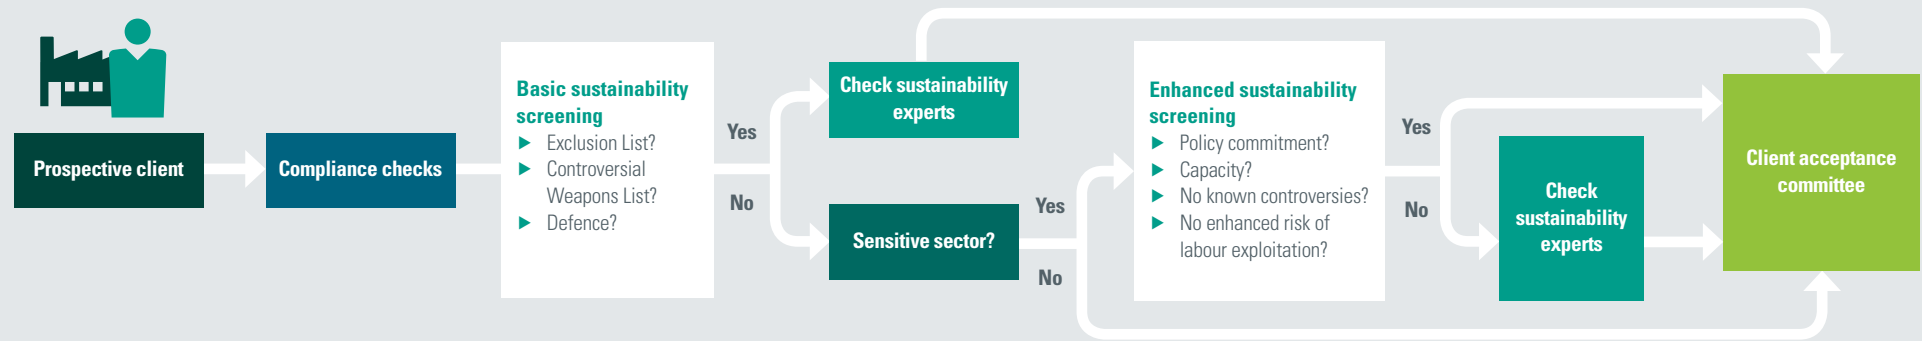 Prospective client
Compliance checks
Basic sustainability
screening
▶ Exclusion List?
▶ Controversial
Weapons List?
▶ Defence?
Yes
No
Check sustainability
experts
Sensitive sector?
Yes
No
Enhanced sustainability
screening
▶ Policy commitment?
▶ Capacity?
▶ No known controversies?
▶ No enhanced risk of
labour exploitation?
Yes
No
Check
sustainability
experts
Client acceptance
committee